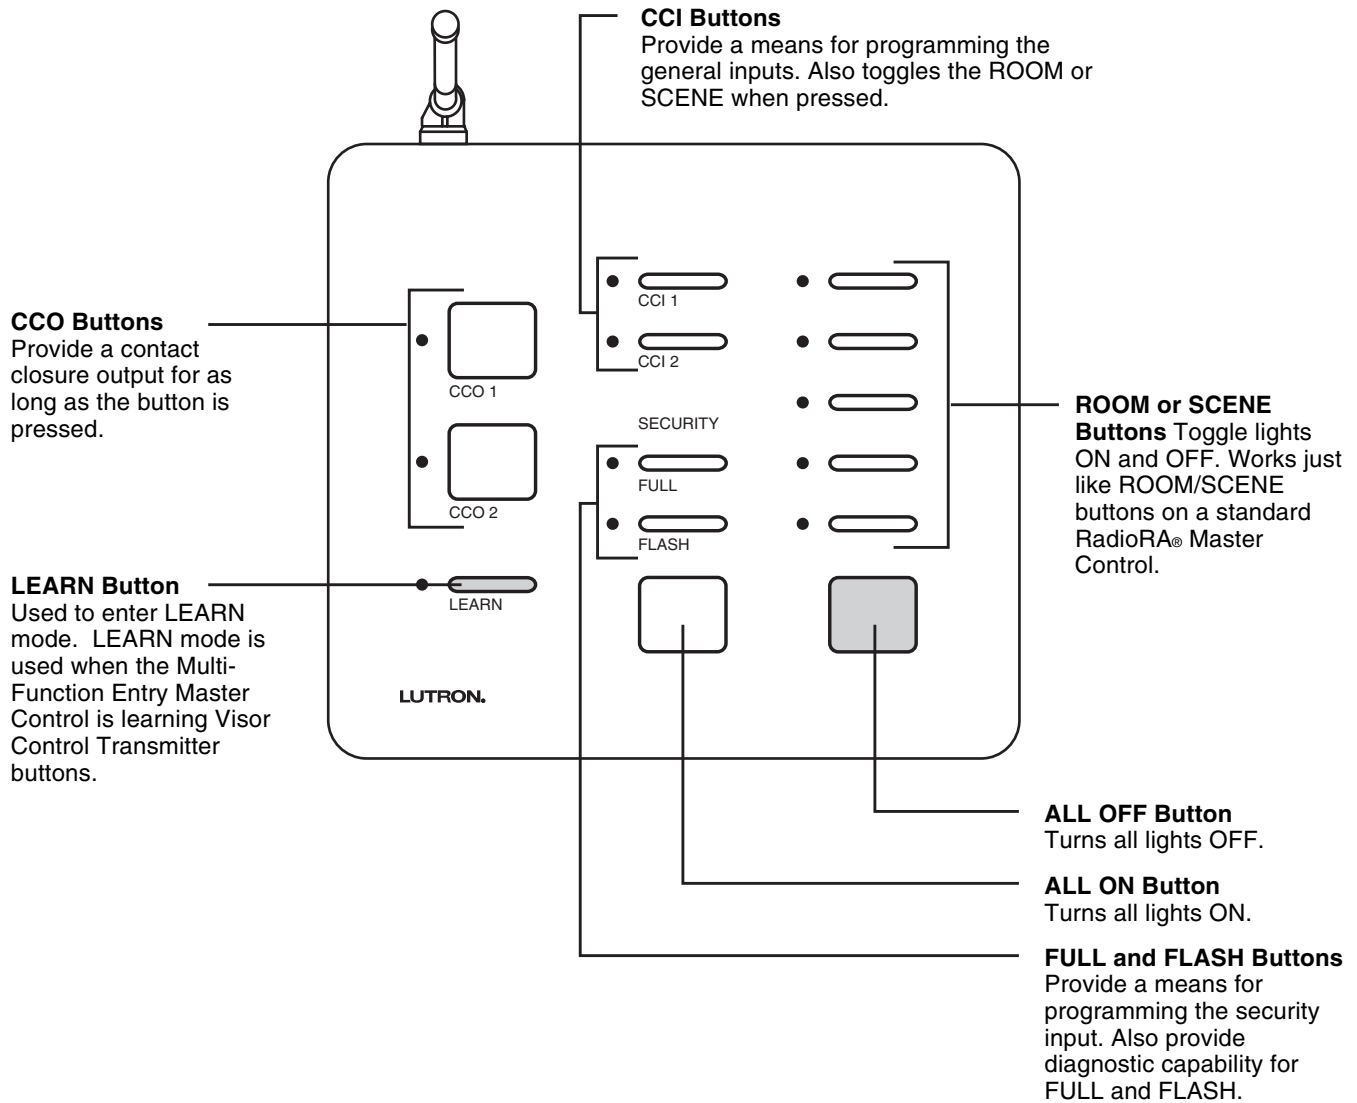 CCI Buttons
Provide a means for programming the
general inputs. Also toggles the ROOM or
SCENE when pressed.
CCO Buttons
Provide a contact
closure output for as
long as the button is
pressed.
LEARN Button
Used to enter LEARN
mode.  LEARN mode is
used when the Multi-
Function Entry Master
Control is learning Visor
Control Transmitter
buttons.
CCO 1
CCO 2
LEARN
LUTRON.
CCI 1
CCI 2
SECURITY
FULL
FLASH
ROOM or SCENE
Buttons Toggle lights
ON and OFF. Works just
like ROOM/SCENE
buttons on a standard
RadioRA® Master
Control.
ALL OFF Button
Turns all lights OFF.
ALL ON Button
Turns all lights ON.
FULL and FLASH Buttons
Provide a means for
programming the security
input. Also provide
diagnostic capability for
FULL and FLASH.